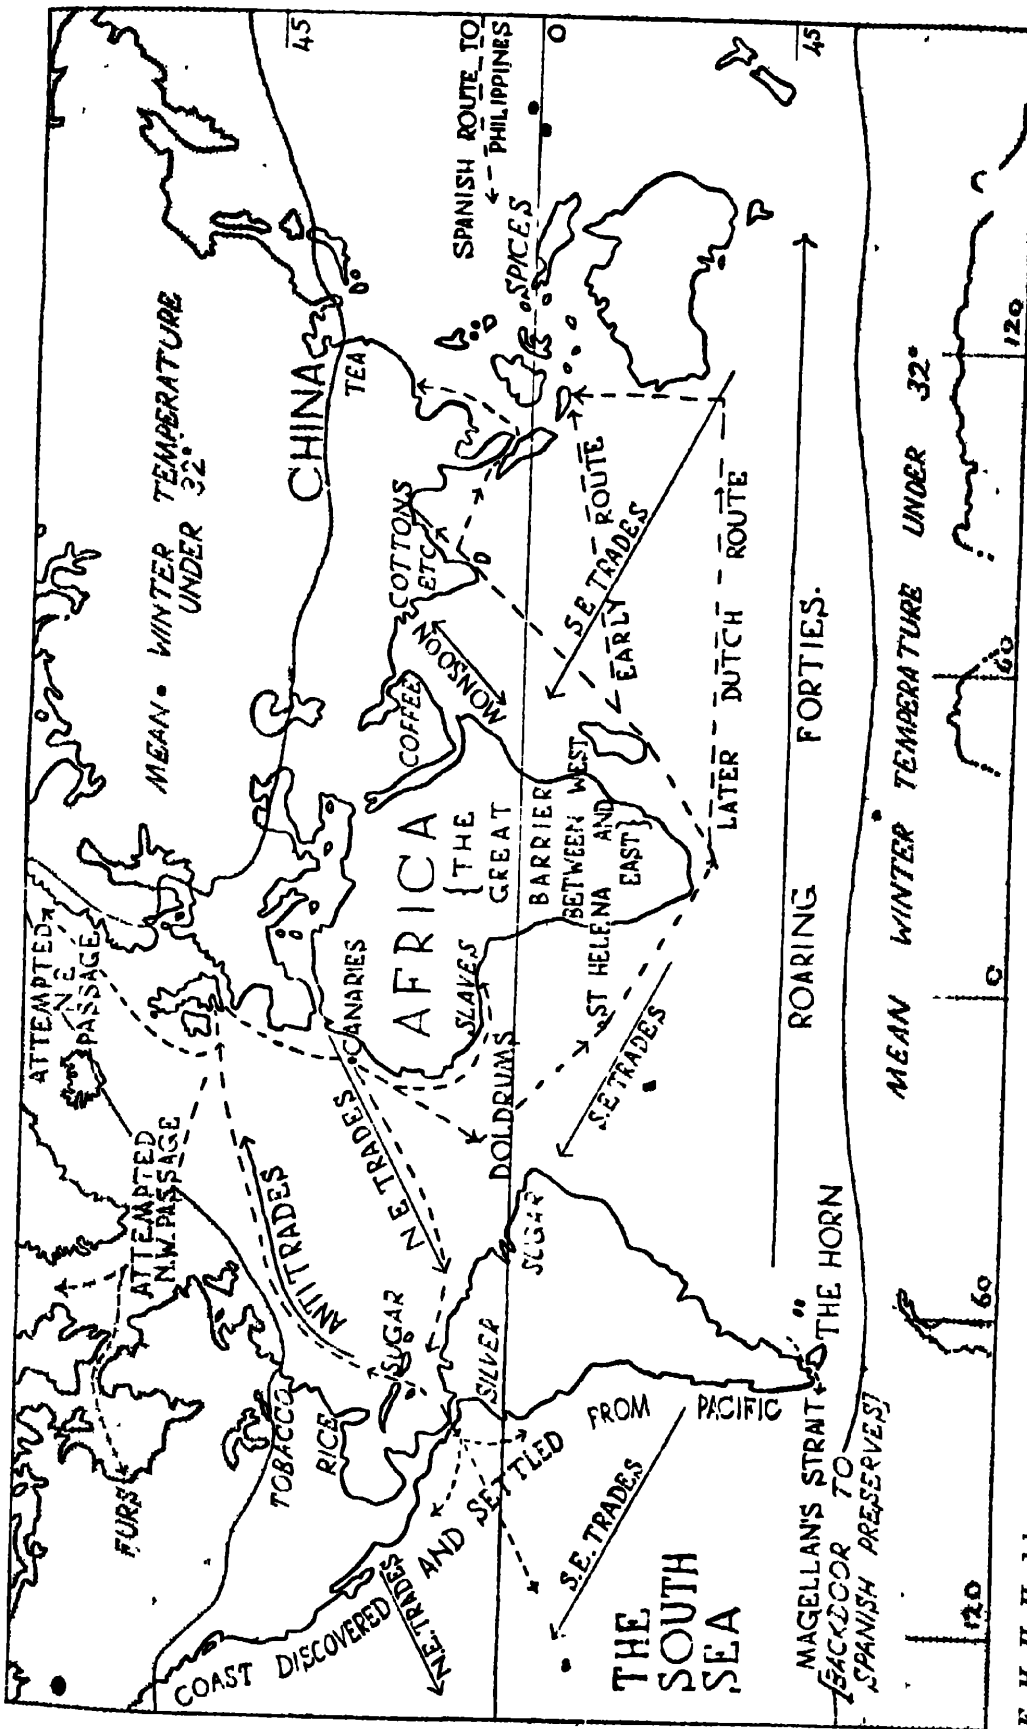 45
SPANISH ROUTE TO
PHILIPPINES
0
45
MEAN • WINTER TEMPERATURE
UNDER 32°
CHINA
TEA
SPICES
COTTONS
ETC
MONSOON
COFFEE
S E TRADES
EARLY ROUTE
LATER DUTCH ROUTE
ROARING FORTIES.
MEAN WINTER TEMPERATURE UNDER 32°
ATTEMPTED
N E
PASSAGE
ATTEMPTED
N.W. PASSAGE
CANARIES
AFRICA
{THE
GREAT
BARRIER
BETWEEN WEST
AND
EAST}
SLAVES
ST HELENA
DOLDRUMS
S.E TRADES
N E TRADES
ANTI TRADES
FURS
TOBACCO
RICE
SUGAR
SILVER
SUGAR
COAST DISCOVERED AND SETTLED FROM PACIFIC
N.E. TRADES
S.E. TRADES
THE
SOUTH
SEA
MAGELLAN'S STRAIT
[BACKDOOR TO
SPANISH PRESERVES]
THE HORN
120
60
0
40
120